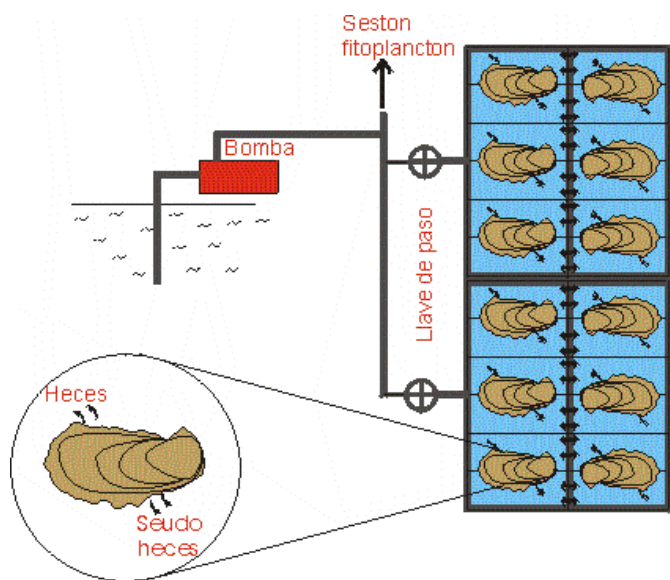 Seston
fitoplancton
Bomba
Llave de paso
Heces
Seudo
heces